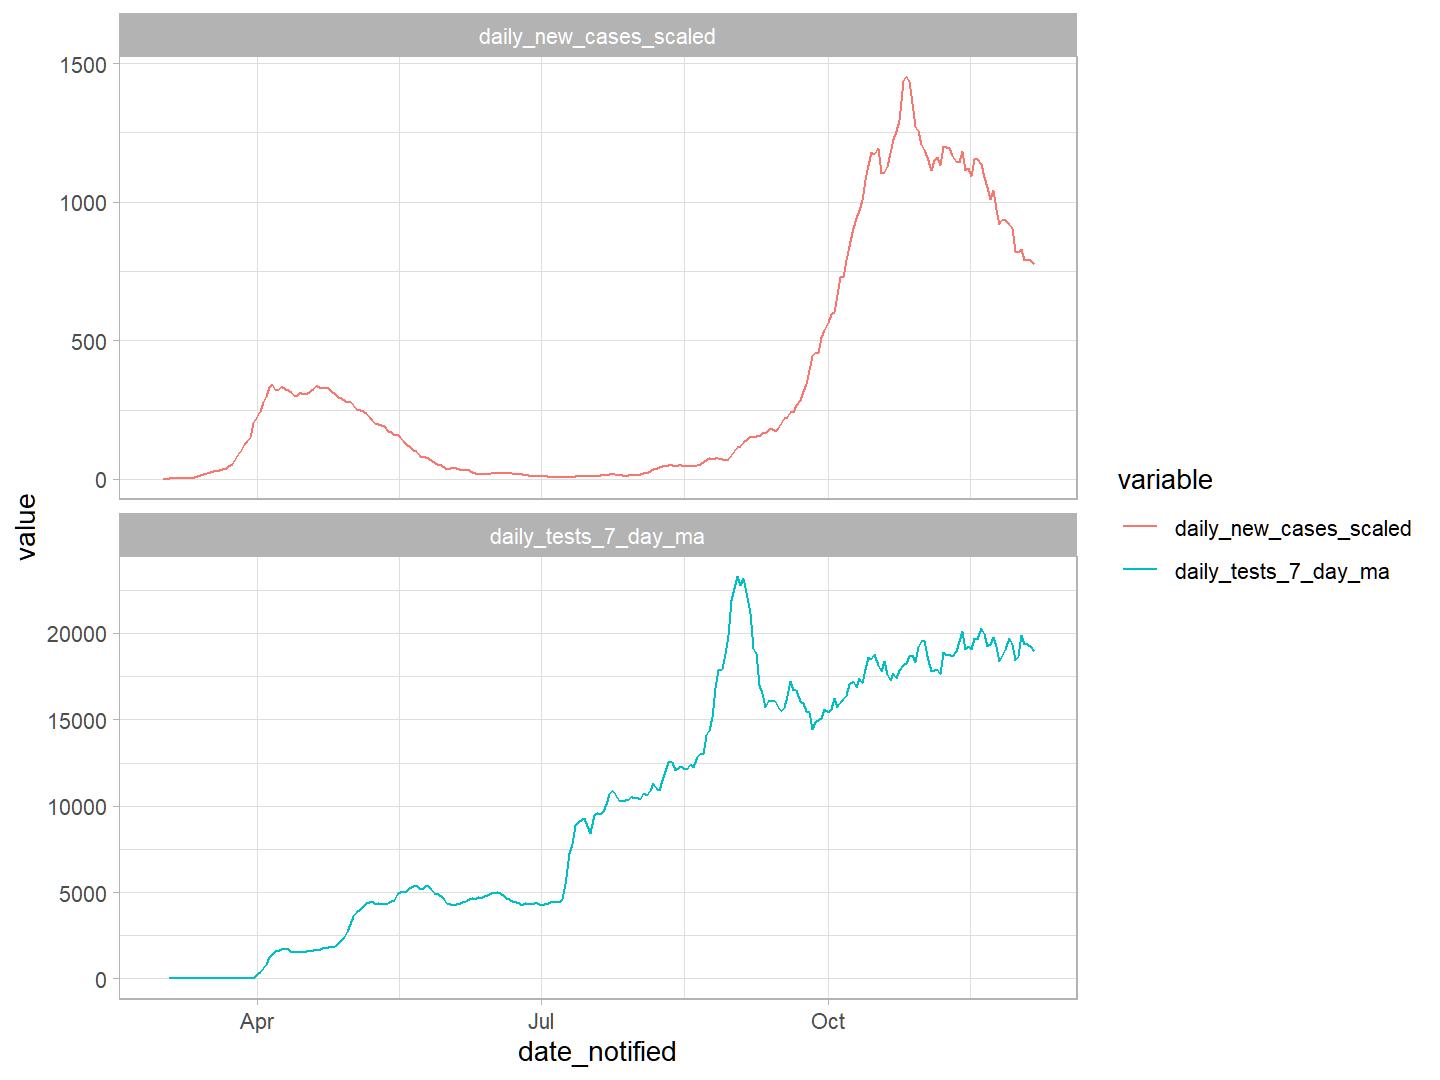 daily_new_cases_scaled
1500
1000
500
0
daily_tests_7_day_ma
20000
15000
10000
5000
0
Apr
Jul
Oct
date_notified
value
variable
daily_new_cases_scaled
daily_tests_7_day_ma